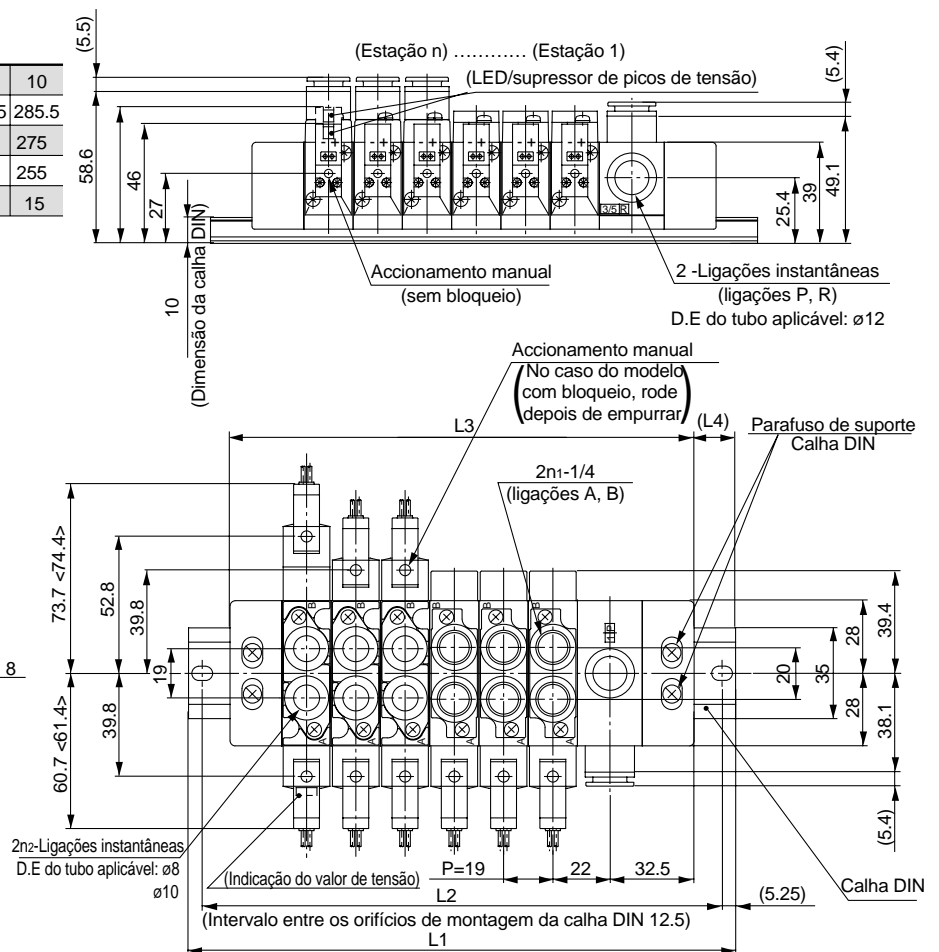 10
5 285.5
275
255
15
(5.5)
(Estação n) ............ (Estação 1)
(LED/supressor de picos de tensão)
(5.4)
58.6
46
27
10
(Dimensão da calha DIN)
25.4
39
49.1
3/5 R
Accionamento manual
(sem bloqueio)
2 -Ligações instantâneas
(ligações P, R)
D.E do tubo aplicável: ø12
Accionamento manual
(No caso do modelo
com bloqueio, rode
depois de empurrar)
L3
(L4)
Parafuso de suporte
Calha DIN
2n1-1/4
(ligações A, B)
73.7 <74.4>
52.8
39.8
19
8
60.7 <61.4>
39.8
B B B B B B
A A A A A A
20
35
28
28
39.4
38.1
(5.4)
2n2-Ligações instantâneas
D.E do tubo aplicável: ø8
ø10
(Indicação do valor de tensão)
P=19
22
32.5
Calha DIN
L2
(5.25)
(Intervalo entre os orifícios de montagem da calha DIN 12.5)
L1